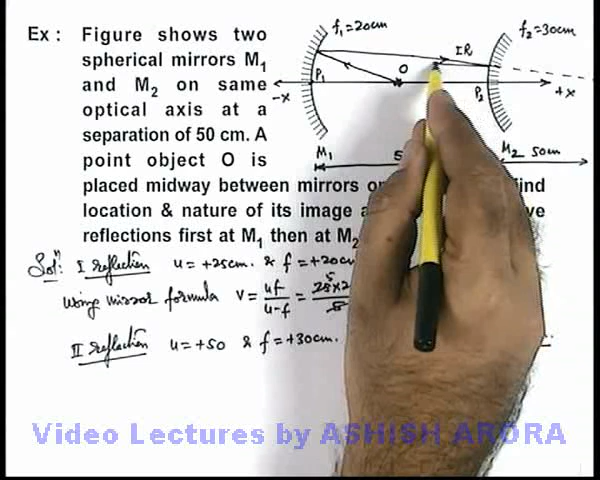 Ex : Figure shows two
spherical mirrors M1
and M2 on same
optical axis at a
separation of 50 cm. A
point object O is
placed midway between mirrors
location & nature of its image
reflections first at M1 then at M2
f1=20cm
f2=30cm
IR
O
P1
P2
-x
+x
M1
M2
5
50cm
Soln: I reflection u = +25cm. & f = +20cm
using mirror formula v = uf/u-f = 
II reflection u = +50 & f = +30cm.
Video Lectures by ASHISH ARORA